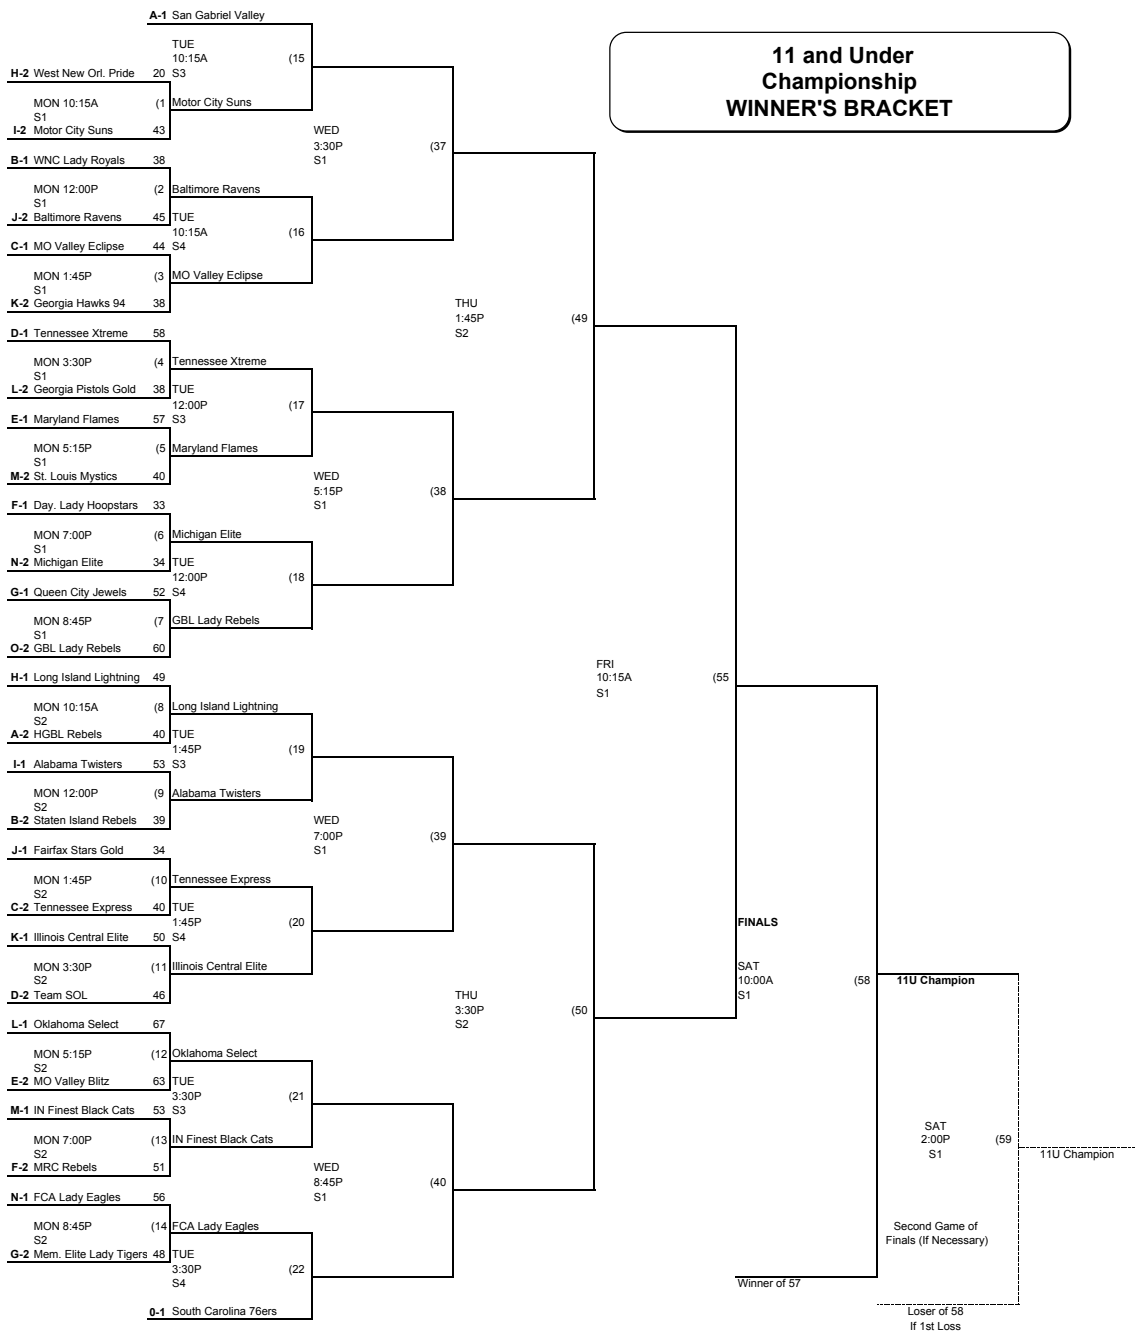 A-1 San Gabriel Valley
11 and Under
Championship
WINNER'S BRACKET
TUE
10:15A (15
H-2 West New Orl. Pride 20 S3
MON 10:15A (1 Motor City Suns
S1
I-2 Motor City Suns 43
WED
3:30P (37
S1
B-1 WNC Lady Royals 38
MON 12:00P (2 Baltimore Ravens
S1
J-2 Baltimore Ravens 45 TUE
10:15A (16
C-1 MO Valley Eclipse 44 S4
MON 1:45P (3 MO Valley Eclipse
S1
K-2 Georgia Hawks 94 38
THU
1:45P (49
S2
D-1 Tennessee Xtreme 58
MON 3:30P (4 Tennessee Xtreme
S1
L-2 Georgia Pistols Gold 38 TUE
12:00P (17
E-1 Maryland Flames 57 S3
MON 5:15P (5 Maryland Flames
S1
M-2 St. Louis Mystics 40
WED
5:15P (38
S1
F-1 Day. Lady Hoopstars 33
MON 7:00P (6 Michigan Elite
S1
N-2 Michigan Elite 34 TUE
12:00P (18
G-1 Queen City Jewels 52 S4
MON 8:45P (7 GBL Lady Rebels
S1
O-2 GBL Lady Rebels 60
FRI
10:15A (55
S1
H-1 Long Island Lightning 49
MON 10:15A (8 Long Island Lightning
S2
A-2 HGBL Rebels 40 TUE
1:45P (19
I-1 Alabama Twisters 53 S3
MON 12:00P (9 Alabama Twisters
S2
B-2 Staten Island Rebels 39
WED
7:00P (39
S1
J-1 Fairfax Stars Gold 34
MON 1:45P (10 Tennessee Express
S2
C-2 Tennessee Express 40 TUE
1:45P (20
K-1 Illinois Central Elite 50 S4
FINALS
MON 3:30P (11 Illinois Central Elite
S2
D-2 Team SOL 46
SAT
10:00A (58 11U Champion
S1
THU
3:30P (50
S2
L-1 Oklahoma Select 67
MON 5:15P (12 Oklahoma Select
S2
E-2 MO Valley Blitz 63 TUE
3:30P (21
M-1 IN Finest Black Cats 53 S3
MON 7:00P (13 IN Finest Black Cats
S2
F-2 MRC Rebels 51
SAT
2:00P (59
S1
11U Champion
WED
8:45P (40
S1
N-1 FCA Lady Eagles 56
MON 8:45P (14 FCA Lady Eagles
S2
G-2 Mem. Elite Lady Tigers 48 TUE
3:30P (22
S4
Second Game of
Finals (If Necessary)
Winner of 57
0-1 South Carolina 76ers
Loser of 58
If 1st Loss